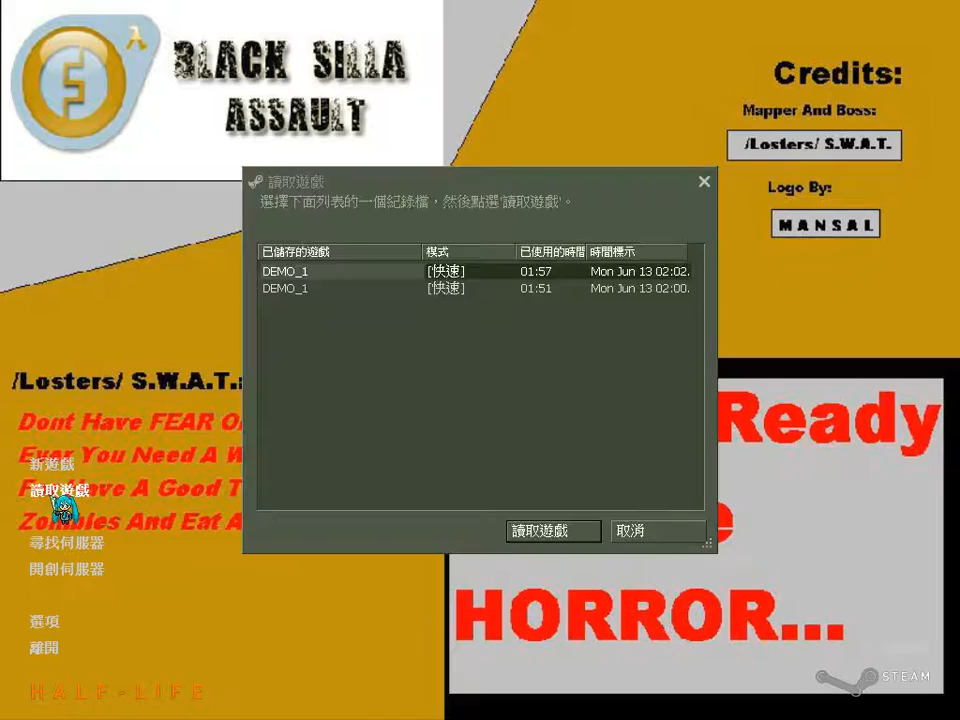 BLACK SILLA
ASSAULT
Credits:
Mapper And Boss:
/Losters/ S.W.A.T.
Logo By:
MANSAL
讀取遊戲
選擇下面列表的一個紀錄檔，然後點選'讀取遊戲'。
已儲存的遊戲 模式 已使用的時間 時間標示
DEMO_1 [快速] 01:57 Mon Jun 13 02:02.
DEMO_1 [快速] 01:51 Mon Jun 13 02:00.
讀取遊戲 取消
/Losters/ S.W.A.T.:
Dont Have FEAR
Ever You Need A
Have A Good
Zombies And Eat
Ready
HORROR...
新遊戲
讀取遊戲
尋找伺服器
開創伺服器
選項
離開
HALF-LIFE
STEAM